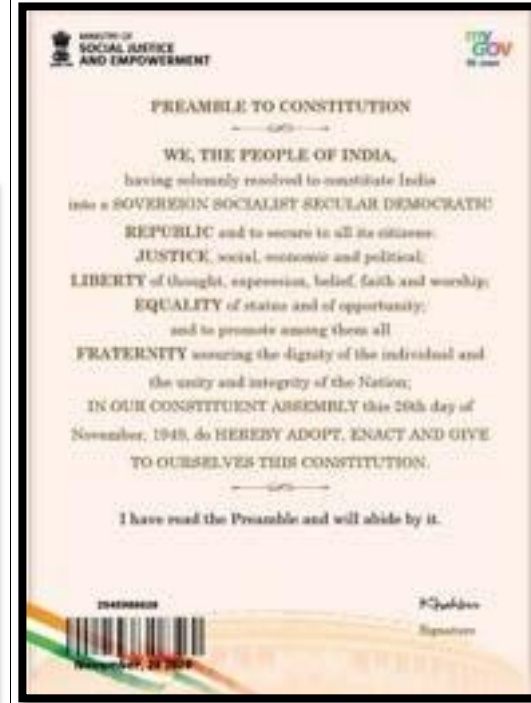 MINISTRY OF
SOCIAL JUSTICE
AND EMPOWERMENT
my
GOV
PREAMBLE TO CONSTITUTION
WE, THE PEOPLE OF INDIA,
having solemnly resolved to constitute India
into a SOVEREIGN SOCIALIST SECULAR DEMOCRATIC
REPUBLIC and to secure to all its citizens:
JUSTICE, social, economic and political;
LIBERTY of thought, expression, belief, faith and worship;
EQUALITY of status and of opportunity;
and to promote among them all
FRATERNITY assuring the dignity of the individual and
the unity and integrity of the Nation;
IN OUR CONSTITUENT ASSEMBLY this 26th day of
November, 1949, do HEREBY ADOPT, ENACT AND GIVE
TO OURSELVES THIS CONSTITUTION.
I have read the Preamble and will abide by it.
Signature
November,